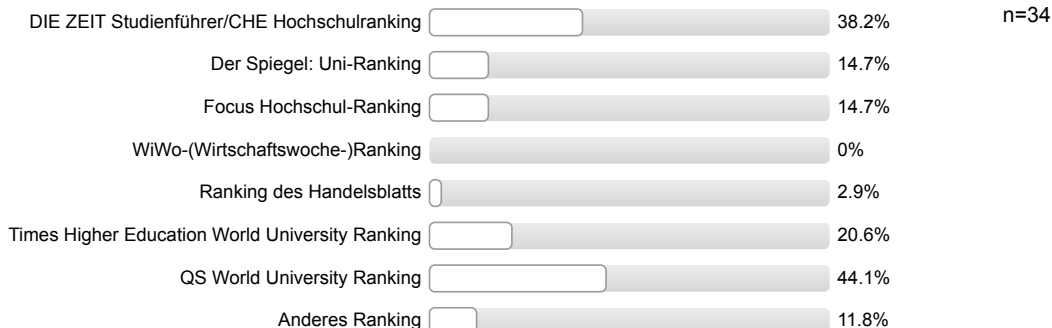 DIE ZEIT Studienführer/CHE Hochschulranking 38.2% n=34
Der Spiegel: Uni-Ranking 14.7%
Focus Hochschul-Ranking 14.7%
WiWo-(Wirtschaftswoche-)Ranking 0%
Ranking des Handelsblatts 2.9%
Times Higher Education World University Ranking 20.6%
QS World University Ranking 44.1%
Anderes Ranking 11.8%